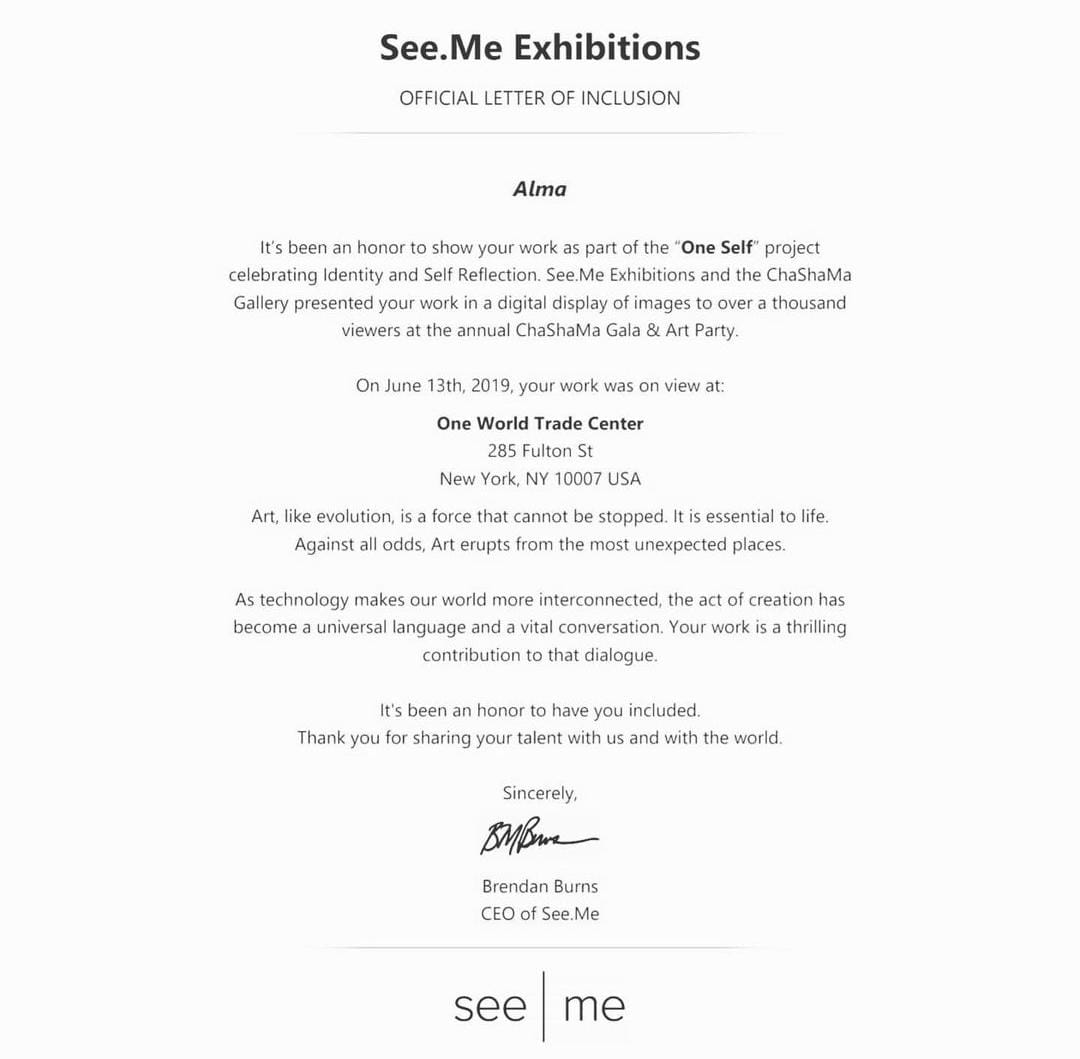 See.Me Exhibitions
OFFICIAL LETTER OF INCLUSION
Alma
It's been an honor to show your work as part of the “One Self” project
celebrating Identity and Self Reflection. See.Me Exhibitions and the ChaShaMa
Gallery presented your work in a digital display of images to over a thousand
viewers at the annual ChaShaMa Gala & Art Party.
On June 13th, 2019, your work was on view at:
One World Trade Center
285 Fulton St
New York, NY 10007 USA
Art, like evolution, is a force that cannot be stopped. It is essential to life.
Against all odds, Art erupts from the most unexpected places.
As technology makes our world more interconnected, the act of creation has
become a universal language and a vital conversation. Your work is a thrilling
contribution to that dialogue.
It's been an honor to have you included.
Thank you for sharing your talent with us and with the world.
Sincerely,
BMBurns
Brendan Burns
CEO of See.Me
see | me